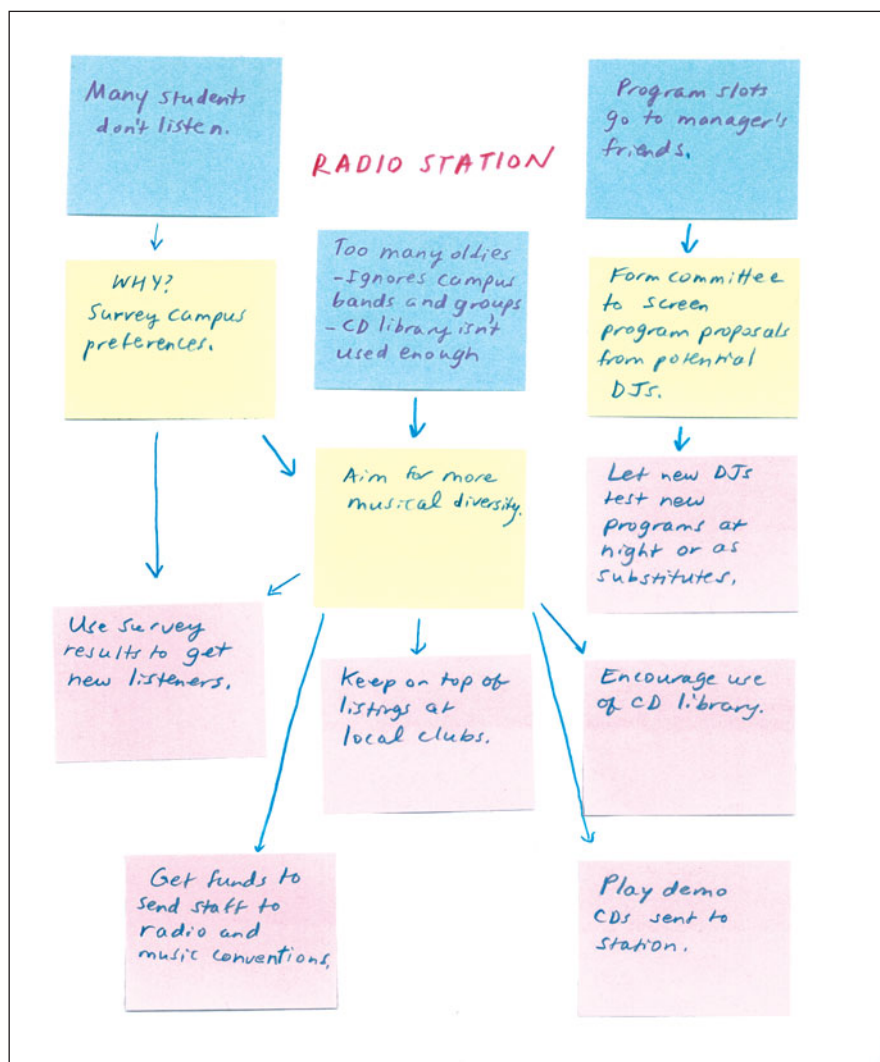 Many students
don't listen.
RADIO STATION
Program slots
go to manager's
friends.
WHY?
Survey campus
preferences.
Too many oldies
-Ignores campus
bands and groups
- CD library isn't
used enough
Form committee
to screen
program proposals
from potential
DJs.
Aim for more
musical diversity.
Let new DJs
test new
programs at
night or as
substitutes.
Use survey
results to get
new listeners.
Keep on top of
listings at
local clubs.
Encourage use
of CD library.
Get funds to
send staff to
radio and
music conventions.
Play demo
CDs sent to
station.